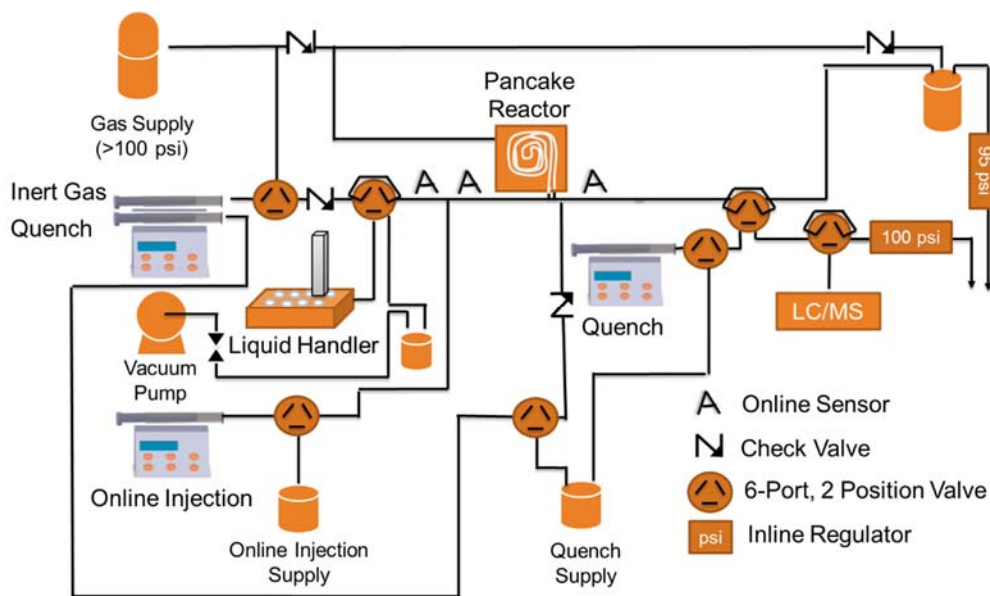 Gas Supply
(>100 psi)
Pancake
Reactor
95 psi
Inert Gas
Quench
Vacuum
Pump
Liquid Handler
Quench
100 psi
LC/MS
Online Injection
Online Injection
Supply
Quench
Supply
Online Sensor
Check Valve
6-Port, 2 Position Valve
psi
Inline Regulator